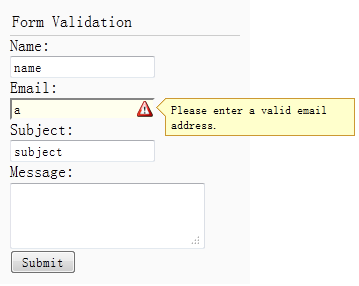 Form Validation
Name:
name
Email:
a
Please enter a valid email
address.
Subject:
subject
Message:
Submit